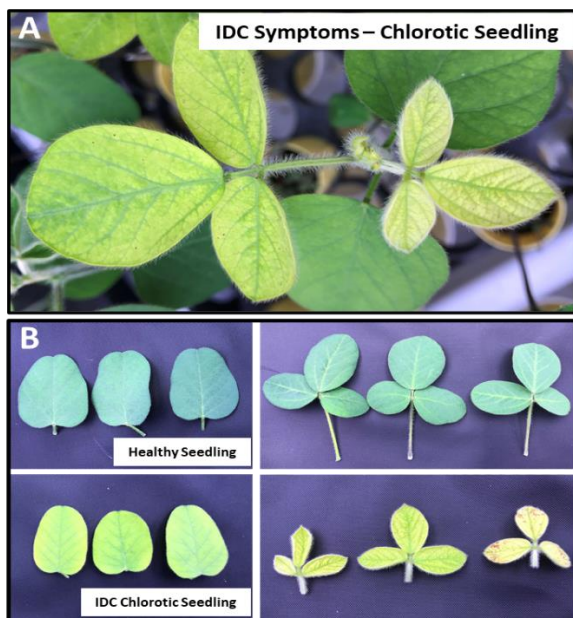 A
IDC Symptoms – Chlorotic Seedling
B
Healthy Seedling
IDC Chlorotic Seedling